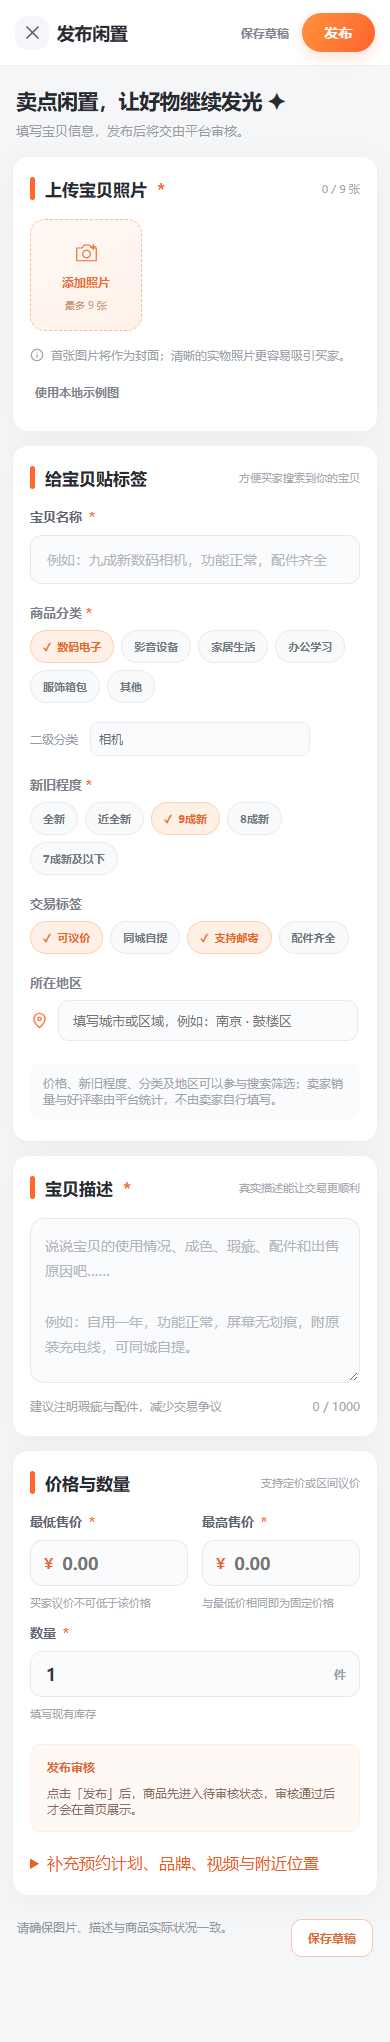 发布闲置
保存草稿
发布
卖点闲置，让好物继续发光 ✦
填写宝贝信息，发布后将交由平台审核。
上传宝贝照片 *
0 / 9 张
添加照片
最多 9 张
首张图片将作为封面；清晰的实物照片更容易吸引买家。
使用本地示例图
给宝贝贴标签
方便买家搜索到你的宝贝
宝贝名称 *
例如：九成新数码相机，功能正常，配件齐全
商品分类 *
✓ 数码电子
影音设备
家居生活
办公学习
服饰箱包
其他
二级分类
相机
新旧程度 *
全新
近全新
✓ 9成新
8成新
7成新及以下
交易标签
✓ 可议价
同城自提
✓ 支持邮寄
配件齐全
所在地区
填写城市或区域，例如：南京 · 鼓楼区
价格、新旧程度、分类及地区可以参与搜索筛选；卖家销
量与好评率由平台统计，不由卖家自行填写。
宝贝描述 *
真实描述能让交易更顺利
说说宝贝的使用情况、成色、瑕疵、配件和出售
原因吧……
例如：自用一年，功能正常，屏幕无划痕，附原
装充电线，可同城自提。
建议注明瑕疵与配件，减少交易争议
0 / 1000
价格与数量
支持定价或区间议价
最低售价 *
最高售价 *
¥ 0.00
¥ 0.00
买家议价不可低于该价格
与最低价相同即为固定价格
数量 *
1
件
填写现有库存
发布审核
点击「发布」后，商品先进入待审核状态，审核通过后
才会在首页展示。
▶ 补充预约计划、品牌、视频与附近位置
请确保图片、描述与商品实际状况一致。
保存草稿